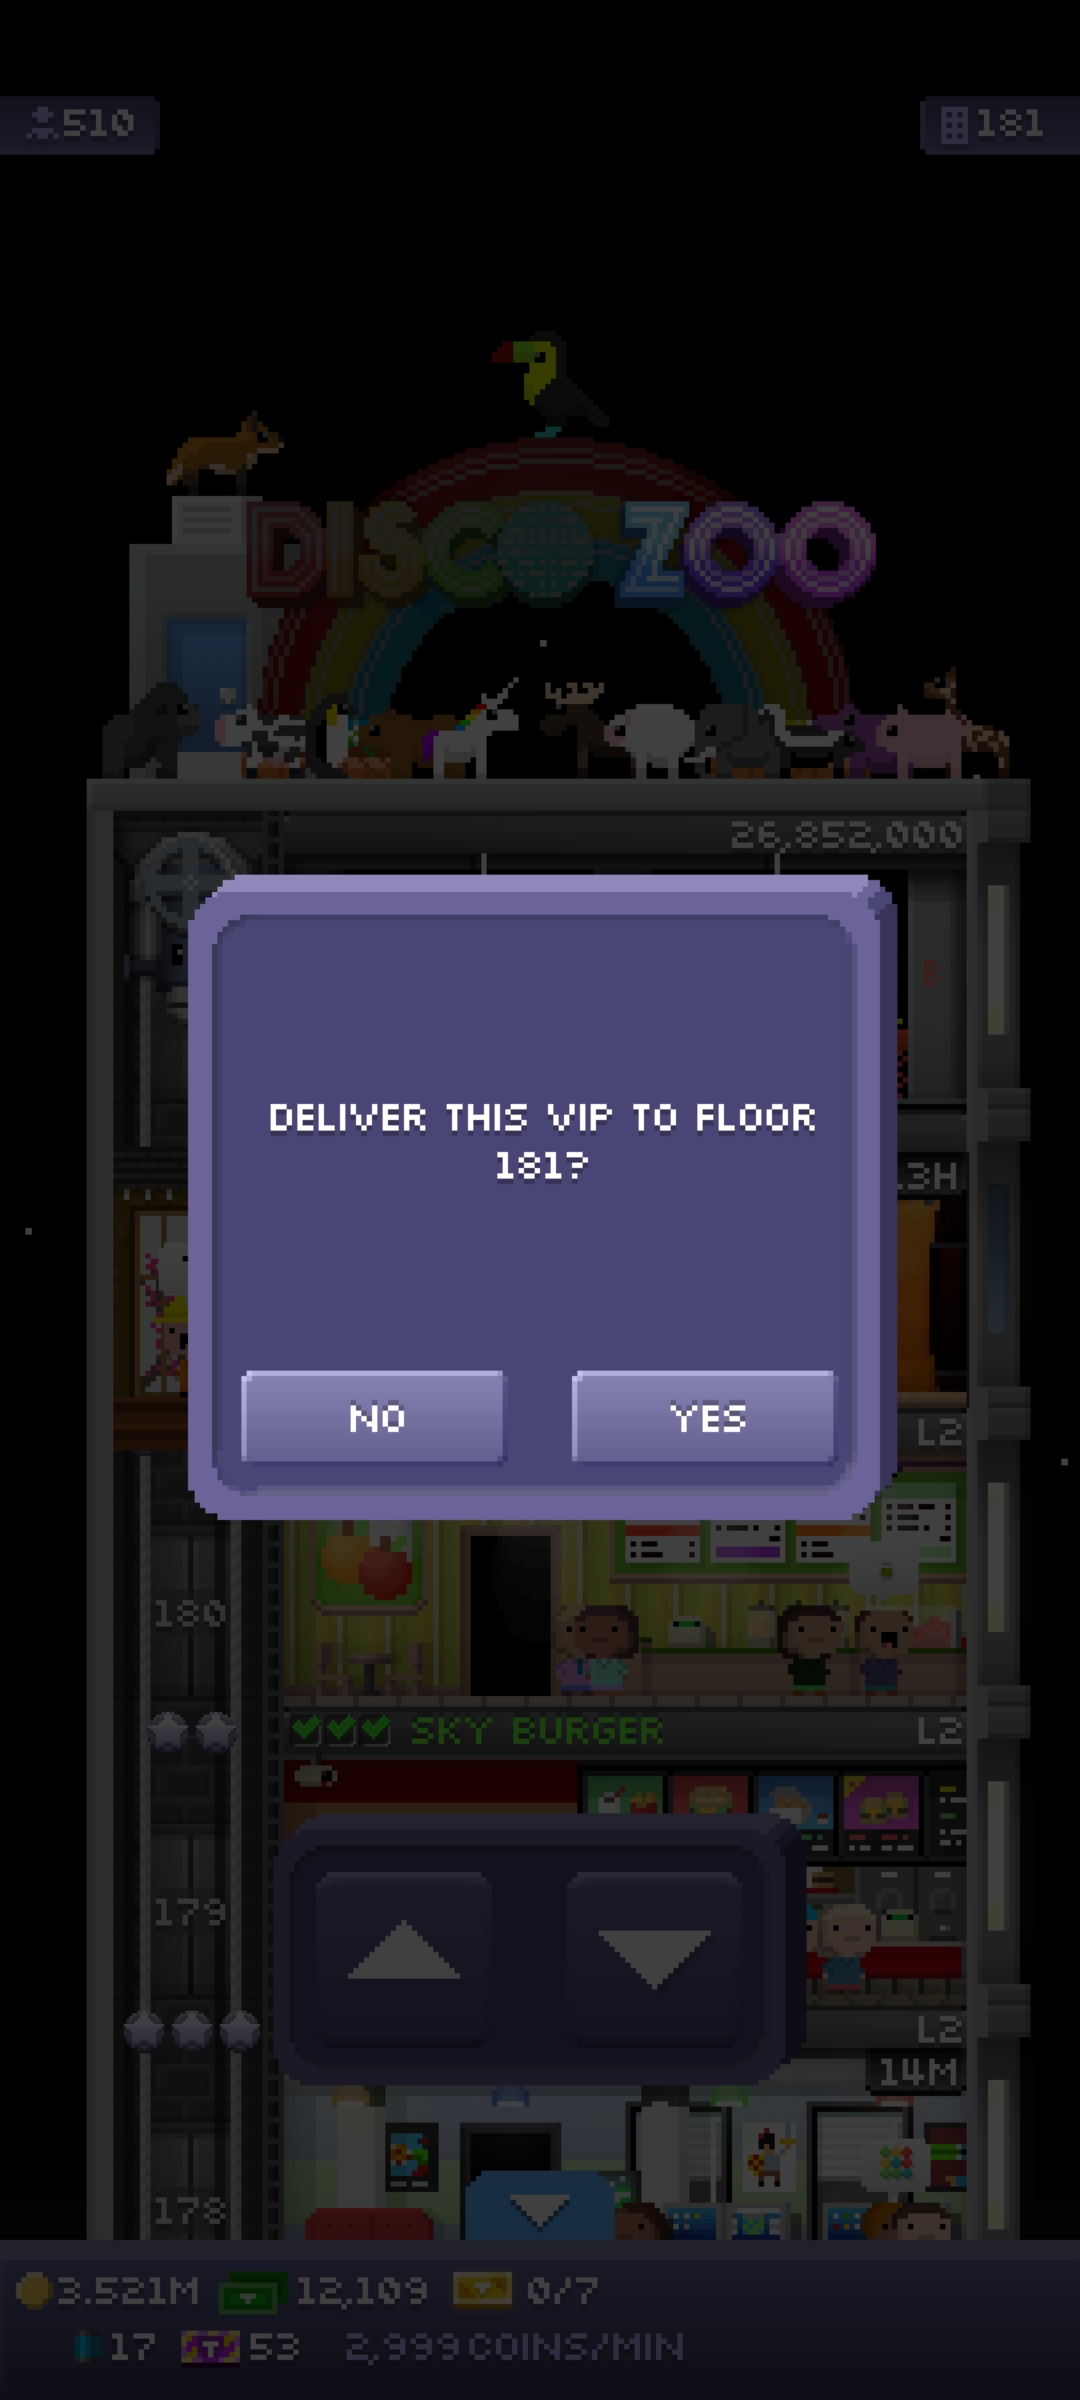 510
181
DISCO ZOO
26,852,000
DELIVER THIS VIP TO FLOOR
181?
.3H
NO
YES
L2
180
SKY BURGER
L2
179
L2
14M
178
3.521M
12,109
0/7
17
53
2,999 COINS/MIN